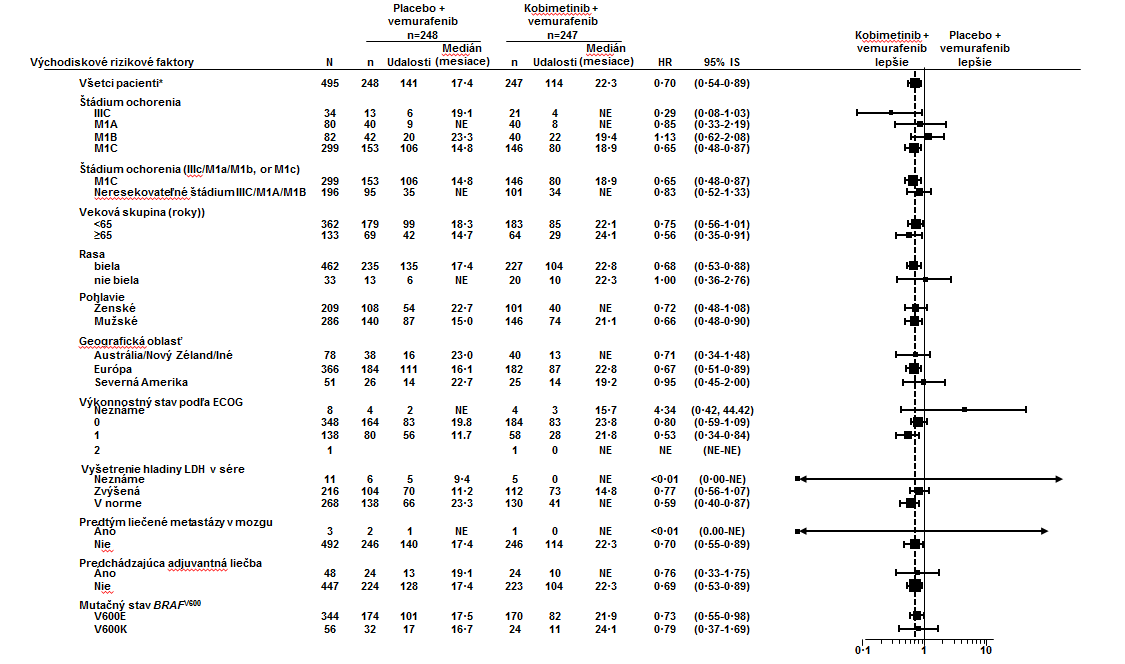 Placebo + Kobimetinib +
vemurafenib vemurafenib
n=248 n=247
Medián Medián Kobimetinib + Placebo +
vemurafenib vemurafenib
Východiskové rizikové faktory N n Udalosti (mesiace) n Udalosti (mesiace) HR 95% IS lepšie lepšie
Všetci pacienti* 495 248 141 17·4 247 114 22·3 0·70 (0·54-0·89)
Štádium ochorenia
IIIC 34 13 6 19·1 21 4 NE 0·29 (0·08-1·03)
M1A 80 40 9 NE 40 8 NE 0·85 (0·33-2·19)
M1B 82 42 20 23·3 40 22 19·4 1·13 (0·62-2·08)
M1C 299 153 106 14·8 146 80 18·9 0·65 (0·48-0·87)
Štádium ochorenia (IIIc/M1a/M1b, or M1c)
M1C 299 153 106 14·8 146 80 18·9 0·65 (0·48-0·87)
Neresekovateľné štádium IIIC/M1A/M1B 196 95 35 NE 101 34 NE 0·83 (0·52-1·33)
Veková skupina (roky))
<65 362 179 99 18·3 183 85 22·1 0·75 (0·56-1·01)
≥65 133 69 42 14·7 64 29 24·1 0·56 (0·35-0·91)
Rasa
biela 462 235 135 17·4 227 104 22·8 0·68 (0·53-0·88)
nie biela 33 13 6 NE 20 10 22·3 1·00 (0·36-2·76)
Pohlavie
Ženské 209 108 54 22·7 101 40 NE 0·72 (0·48-1·08)
Mužské 286 140 87 15·0 146 74 21·1 0·66 (0·48-0·90)
Geografická oblasť
Austrália/Nový Zéland/Iné 78 38 16 23·0 40 13 NE 0·71 (0·34-1·48)
Európa 366 184 111 16·1 182 87 22·8 0·67 (0·51-0·89)
Severná Amerika 51 26 14 22·7 25 14 19·2 0·95 (0·45-2·00)
Výkonnostný stav podľa ECOG
Neznáme 8 4 2 NE 4 3 15·7 4·34 (0·42, 44.42)
0 348 164 83 19.8 184 83 23·8 0·80 (0·59-1·09)
1 138 80 56 11.7 58 28 21·8 0·53 (0·34-0·84)
2 1 1 0 NE NE (NE-NE)
Vyšetrenie hladiny LDH v sére
Neznáme 11 6 5 9·4 5 0 NE <0·01 (0·00-NE)
Zvýšená 216 104 70 11·2 112 73 14·8 0·77 (0·56-1·07)
V norme 268 138 66 23·3 130 41 NE 0·59 (0·40-0·87)
Predtým liečené metastázy v mozgu
Áno 3 2 1 NE 1 0 NE <0·01 (0.00-NE)
Nie 492 246 140 17·4 246 114 22·3 0·70 (0·55-0·89)
Predchádzajúca adjuvantná liečba
Áno 48 24 13 19·1 24 10 NE 0·76 (0·33-1·75)
Nie 447 224 128 17·4 223 104 22·3 0·69 (0·53-0·89)
Mutačný stav BRAFV600
V600E 344 174 101 17·5 170 82 21·9 0·73 (0·55-0·98)
V600K 56 32 17 16·7 24 11 24·1 0·79 (0·37-1·69)
0·1 1 10